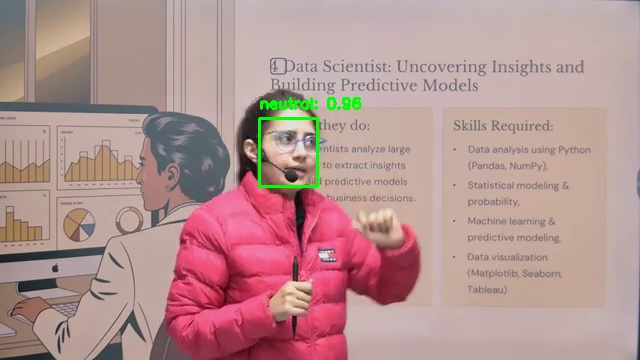 4 Data Scientist: Uncovering Insights and
Building Predictive Models
neutral: 0.96
they do:
analyze large
to extract insights
predictive models
business decisions.
Skills Required:
• Data analysis using Python
(Pandas, NumPy),
• Statistical modeling &
probability,
• Machine learning &
predictive modeling,
• Data visualization
(Matplotlib, Seaborn,
Tableau)